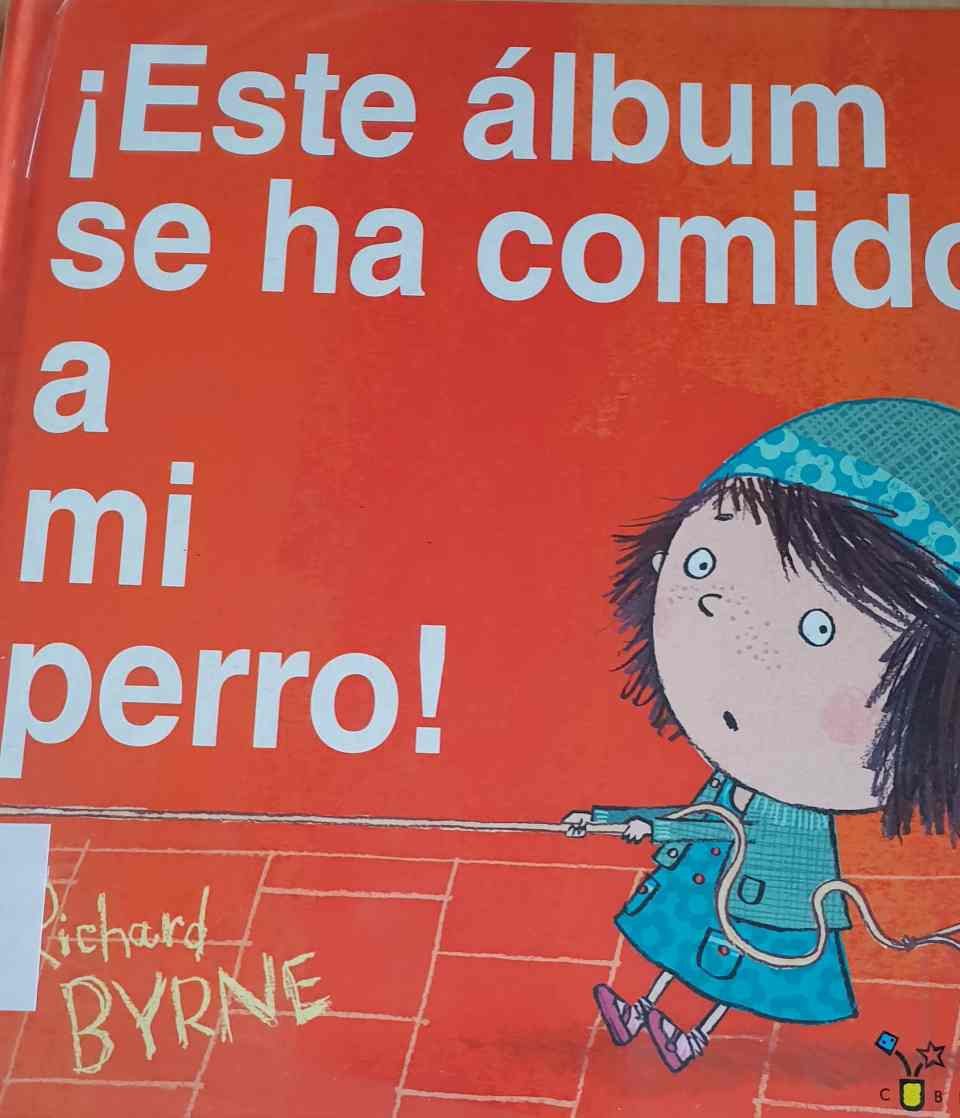 ¡Este álbum
se ha comido
a
mi
perro!
Richard
BYRNE
C B